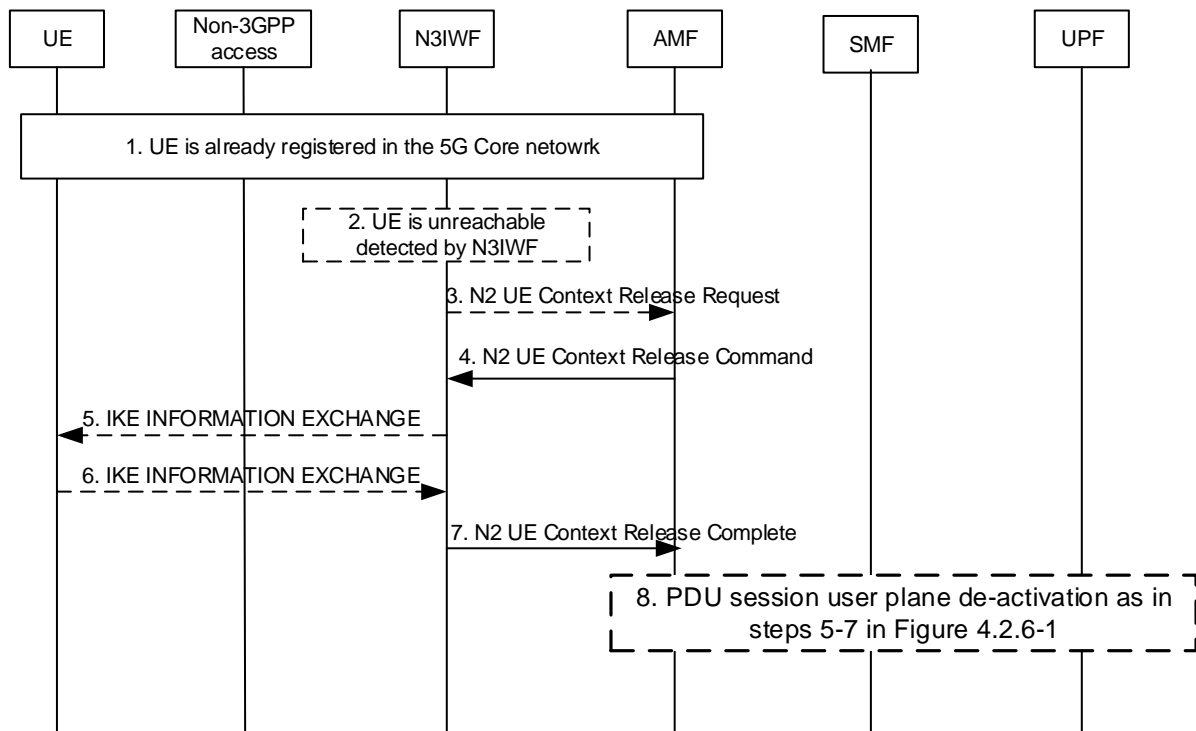 UE
Non-3GPP
access
N3IWF
AMF
SMF
UPF
1. UE is already registered in the 5G Core netowrk
2. UE is unreachable
detected by N3IWF
3. N2 UE Context Release Request
4. N2 UE Context Release Command
5. IKE INFORMATION EXCHANGE
6. IKE INFORMATION EXCHANGE
7. N2 UE Context Release Complete
8. PDU session user plane de-activation as in
steps 5-7 in Figure 4.2.6-1